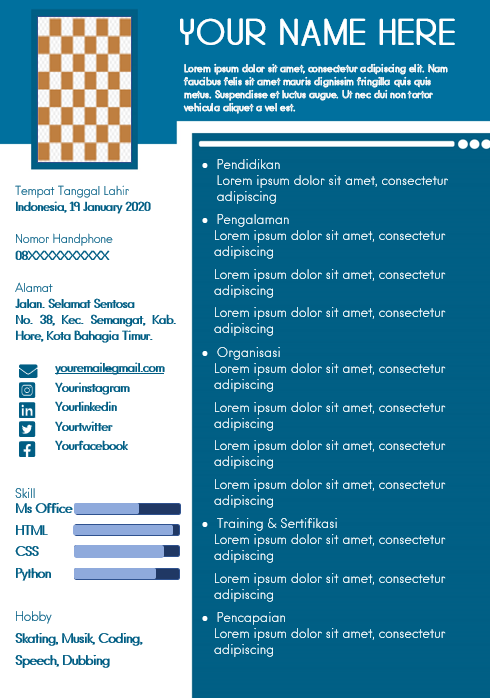 YOUR NAME HERE
Lorem ipsum dolor sit amet, consectetur adipiscing elit. Nam
faucibus felis sit amet mauris dignissim fringilla quis quis
metus. Suspendisse et luctus augue. Ut nec dui non tortor
vehicula aliquet a vel est.
Tempat Tanggal Lahir
Indonesia, 19 January 2020
Nomor Handphone
08XXXXXXXXXX
Alamat
Jalan. Selamat Sentosa
No. 38, Kec. Semangat, Kab.
Hore, Kota Bahagia Timur.
youremail@gmail.com
Yourinstagram
Yourlinkedin
Yourtwitter
Yourfacebook
Skill
Ms Office
HTML
CSS
Python
Hobby
Skating, Musik, Coding,
Speech, Dubbing
• Pendidikan
Lorem ipsum dolor sit amet, consectetur
adipiscing
• Pengalaman
Lorem ipsum dolor sit amet, consectetur
adipiscing
Lorem ipsum dolor sit amet, consectetur
adipiscing
Lorem ipsum dolor sit amet, consectetur
adipiscing
• Organisasi
Lorem ipsum dolor sit amet, consectetur
adipiscing
Lorem ipsum dolor sit amet, consectetur
adipiscing
Lorem ipsum dolor sit amet, consectetur
adipiscing
Lorem ipsum dolor sit amet, consectetur
adipiscing
• Training & Sertifikasi
Lorem ipsum dolor sit amet, consectetur
adipiscing
Lorem ipsum dolor sit amet, consectetur
adipiscing
• Pencapaian
Lorem ipsum dolor sit amet, consectetur
adipiscing